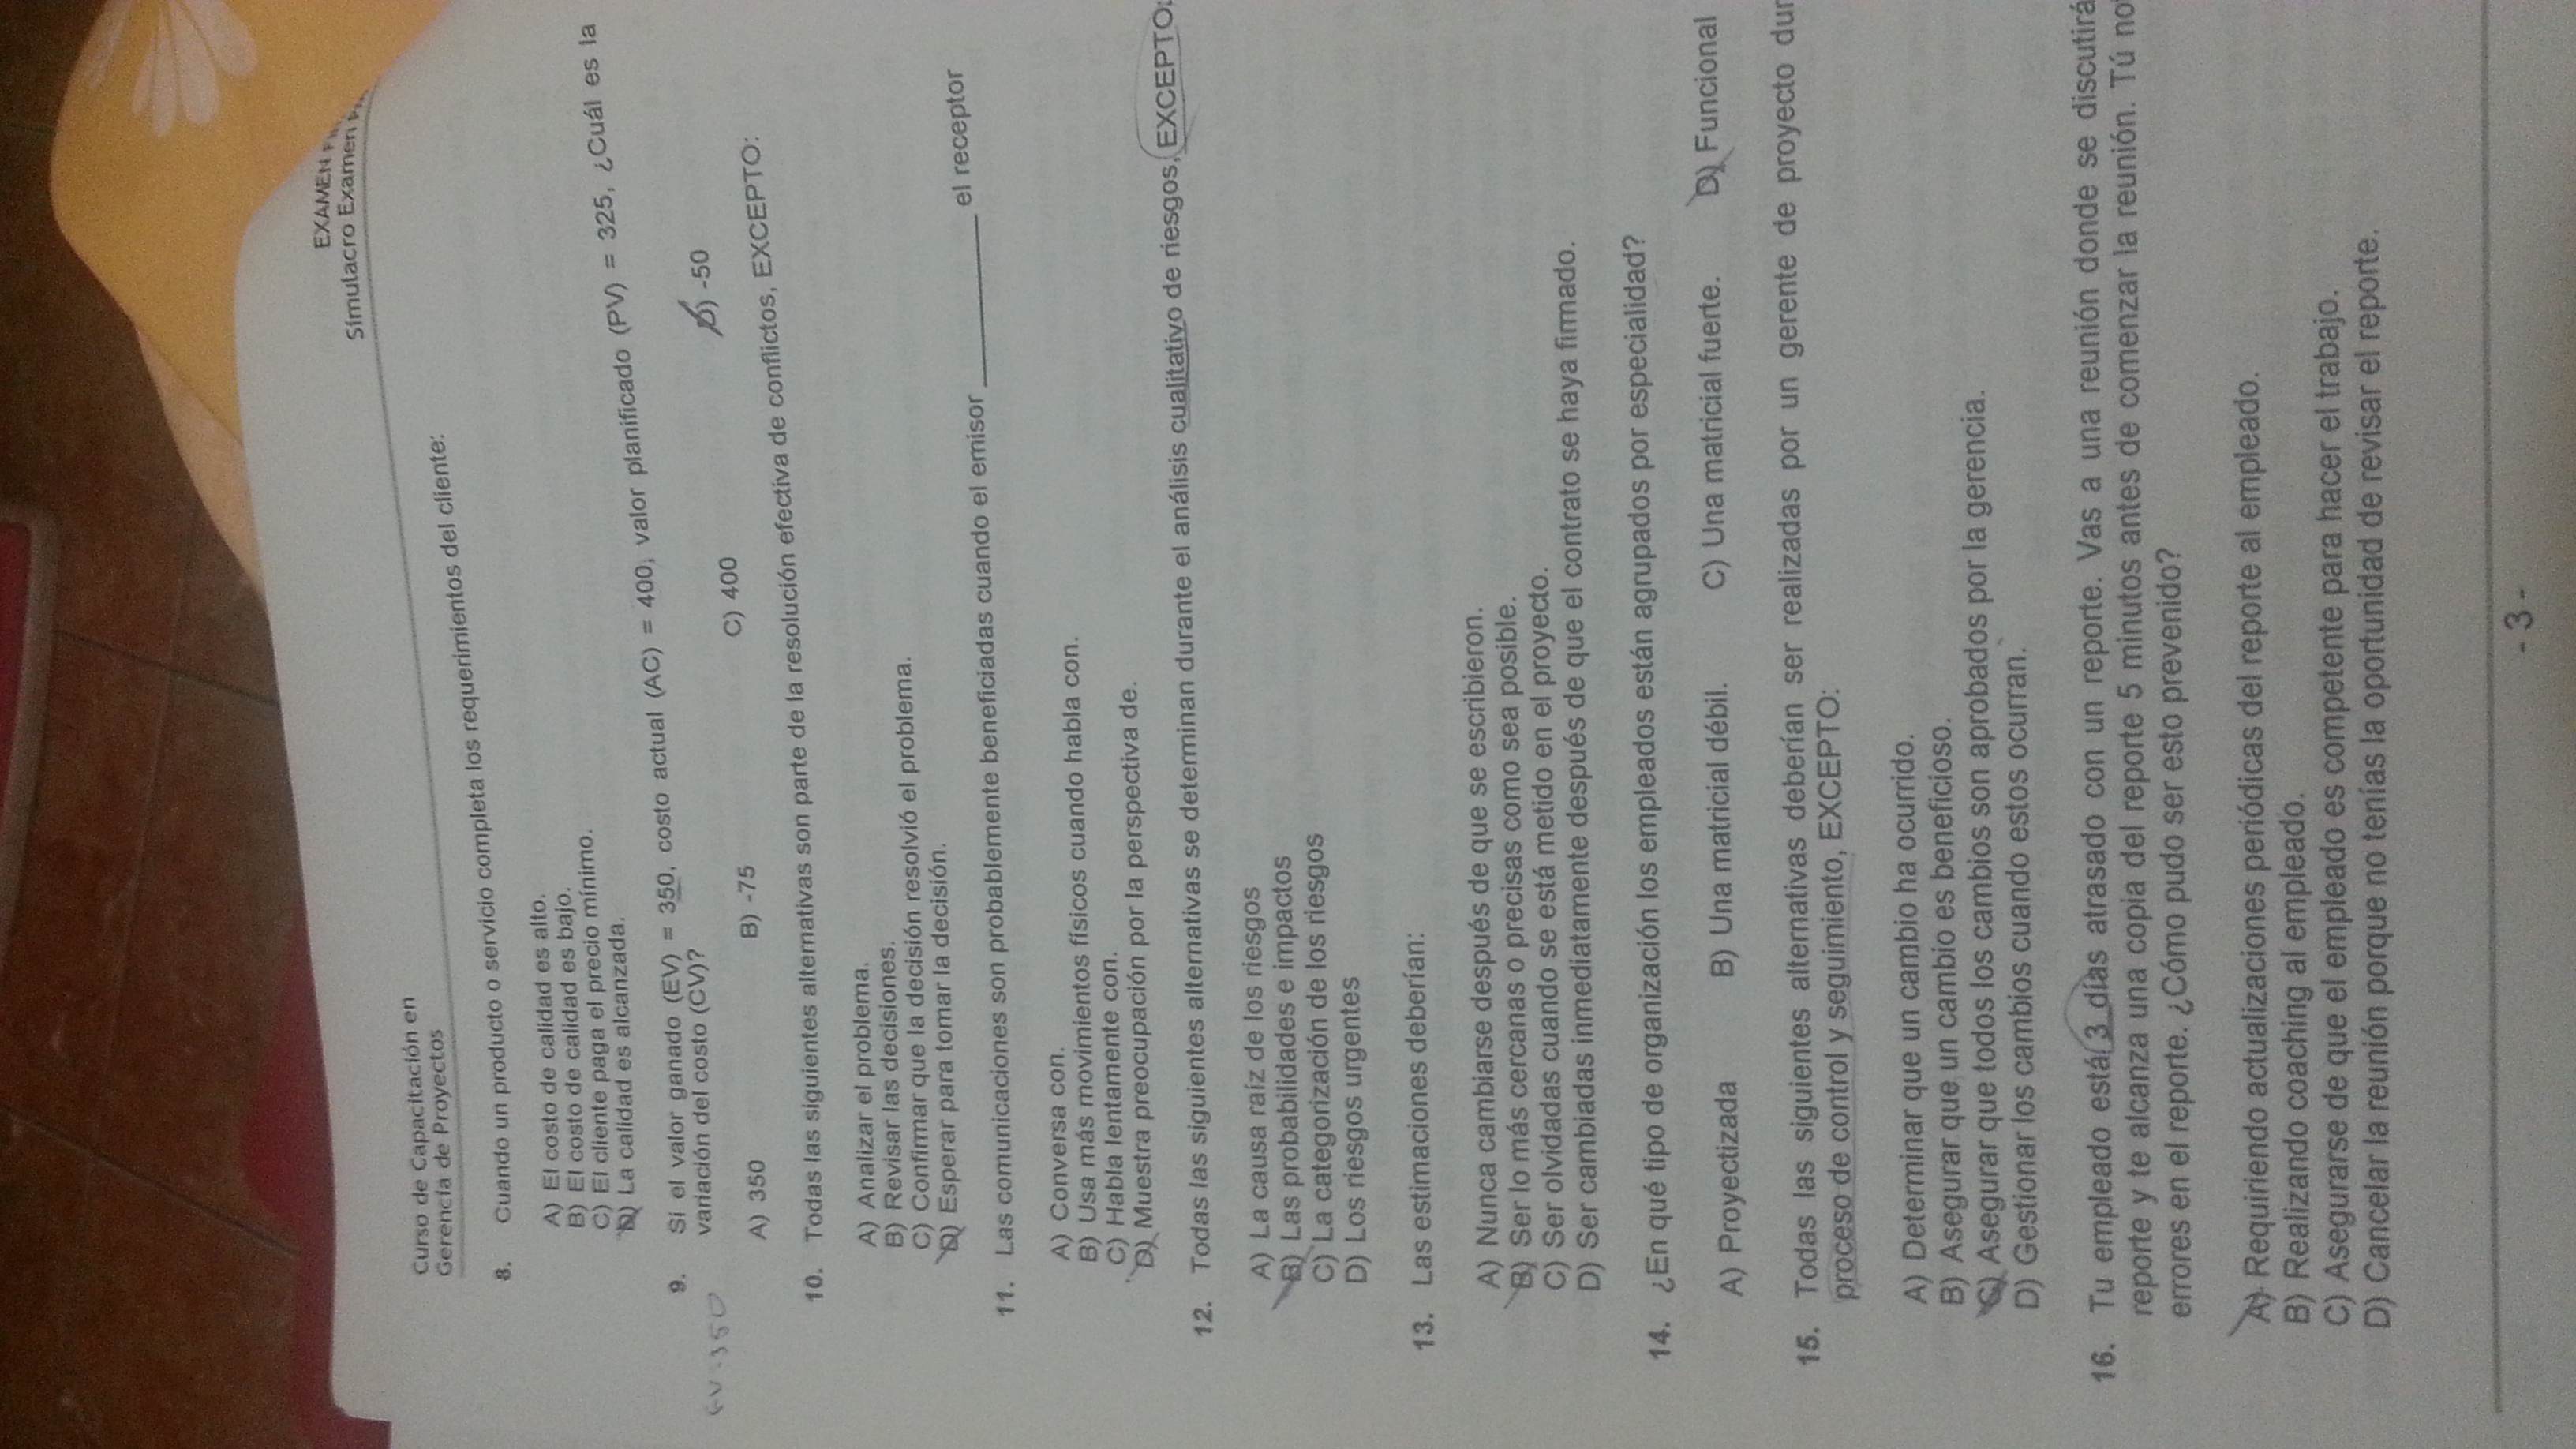 EXAMEN
Simulacro Examen
Curso de Capacitación en
Gerencia de Proyectos
8. Cuando un producto o servicio completa los requerimientos del cliente:
A) El costo de calidad es alto.
B) El costo de calidad es bajo.
C) El cliente paga el precio mínimo.
D) La calidad es alcanzada.
9. Si el valor ganado (EV) = 350, costo actual (AC) = 400, valor planificado (PV) = 325, ¿Cuál es la
variación del costo (CV)?
EV-350
A) 350 B) -75 C) 400 D) -50
10. Todas las siguientes alternativas son parte de la resolución efectiva de conflictos, EXCEPTO:
A) Analizar el problema.
B) Revisar las decisiones.
C) Confirmar que la decisión resolvió el problema.
D) Esperar para tomar la decisión.
11. Las comunicaciones son probablemente beneficiadas cuando el emisor ____________ el receptor
A) Conversa con.
B) Usa más movimientos físicos cuando habla con.
C) Habla lentamente con.
D) Muestra preocupación por la perspectiva de.
12. Todas las siguientes alternativas se determinan durante el análisis cualitativo de riesgos, EXCEPTO:
A) La causa raíz de los riesgos
B) Las probabilidades e impactos
C) La categorización de los riesgos
D) Los riesgos urgentes
13. Las estimaciones deberían:
A) Nunca cambiarse después de que se escribieron.
B) Ser lo más cercanas o precisas como sea posible.
C) Ser olvidadas cuando se está metido en el proyecto.
D) Ser cambiadas inmediatamente después de que el contrato se haya firmado.
14. ¿En qué tipo de organización los empleados están agrupados por especialidad?
A) Proyectizada B) Una matricial débil. C) Una matricial fuerte. D) Funcional
15. Todas las siguientes alternativas deberían ser realizadas por un gerente de proyecto dur
proceso de control y seguimiento, EXCEPTO:
A) Determinar que un cambio ha ocurrido.
B) Asegurar que un cambio es beneficioso.
C) Asegurar que todos los cambios son aprobados por la gerencia.
D) Gestionar los cambios cuando estos ocurran.
16. Tu empleado está 3 días atrasado con un reporte. Vas a una reunión donde se discutirá
reporte y te alcanza una copia del reporte 5 minutos antes de comenzar la reunión. Tú no
errores en el reporte. ¿Cómo pudo ser esto prevenido?
A) Requiriendo actualizaciones periódicas del reporte al empleado.
B) Realizando coaching al empleado.
C) Asegurarse de que el empleado es competente para hacer el trabajo.
D) Cancelar la reunión porque no tenías la oportunidad de revisar el reporte.
- 3 -